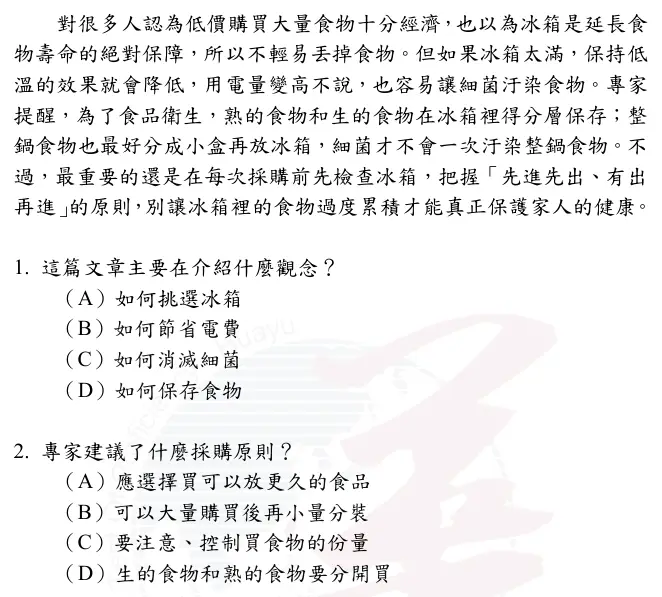 對很多人認為低價購買大量食物十分經濟，也以為冰箱是延長食
物壽命的絕對保障，所以不輕易丟掉食物。但如果冰箱太滿，保持低
溫的效果就會降低，用電量變高不說，也容易讓細菌汙染食物。專家
提醒，為了食品衛生，熟的食物和生的食物在冰箱裡得分層保存；整
鍋食物也最好分成小盒再放冰箱，細菌才不會一次汙染整鍋食物。不
過，最重要的還是在每次採購前先檢查冰箱，把握「先進先出、有出
再進」的原則，別讓冰箱裡的食物過度累積才能真正保護家人的健康。
1. 這篇文章主要在介紹什麼觀念？
（A）如何挑選冰箱
（B）如何節省電費
（C）如何消滅細菌
（D）如何保存食物
2. 專家建議了什麼採購原則？
（A）應選擇買可以放更久的食品
（B）可以大量購買後再小量分裝
（C）要注意、控制買食物的份量
（D）生的食物和熟的食物要分開買